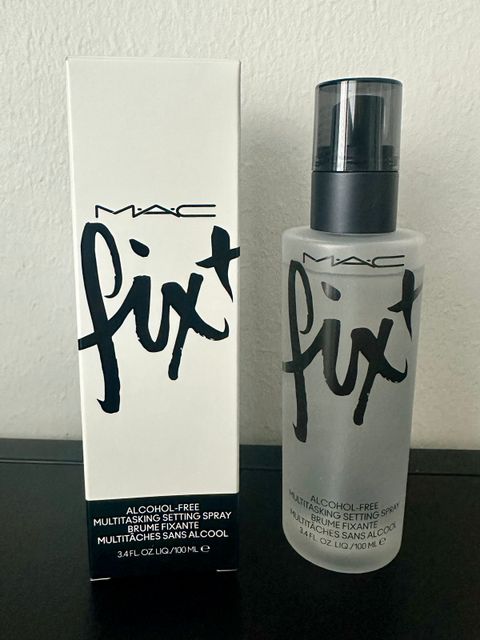 M·A·C
fix+
ALCOHOL-FREE
MULTITASKING SETTING SPRAY
BRUME FIXANTE
MULTITÂCHES SANS ALCOOL
3.4 FL. OZ. LIQ / 100 ML ℮
M·A·C
fix+
ALCOHOL-FREE
MULTITASKING SETTING SPRAY
BRUME FIXANTE
MULTITÂCHES SANS ALCOOL
3.4 FL. OZ. LIQ / 100 ML ℮